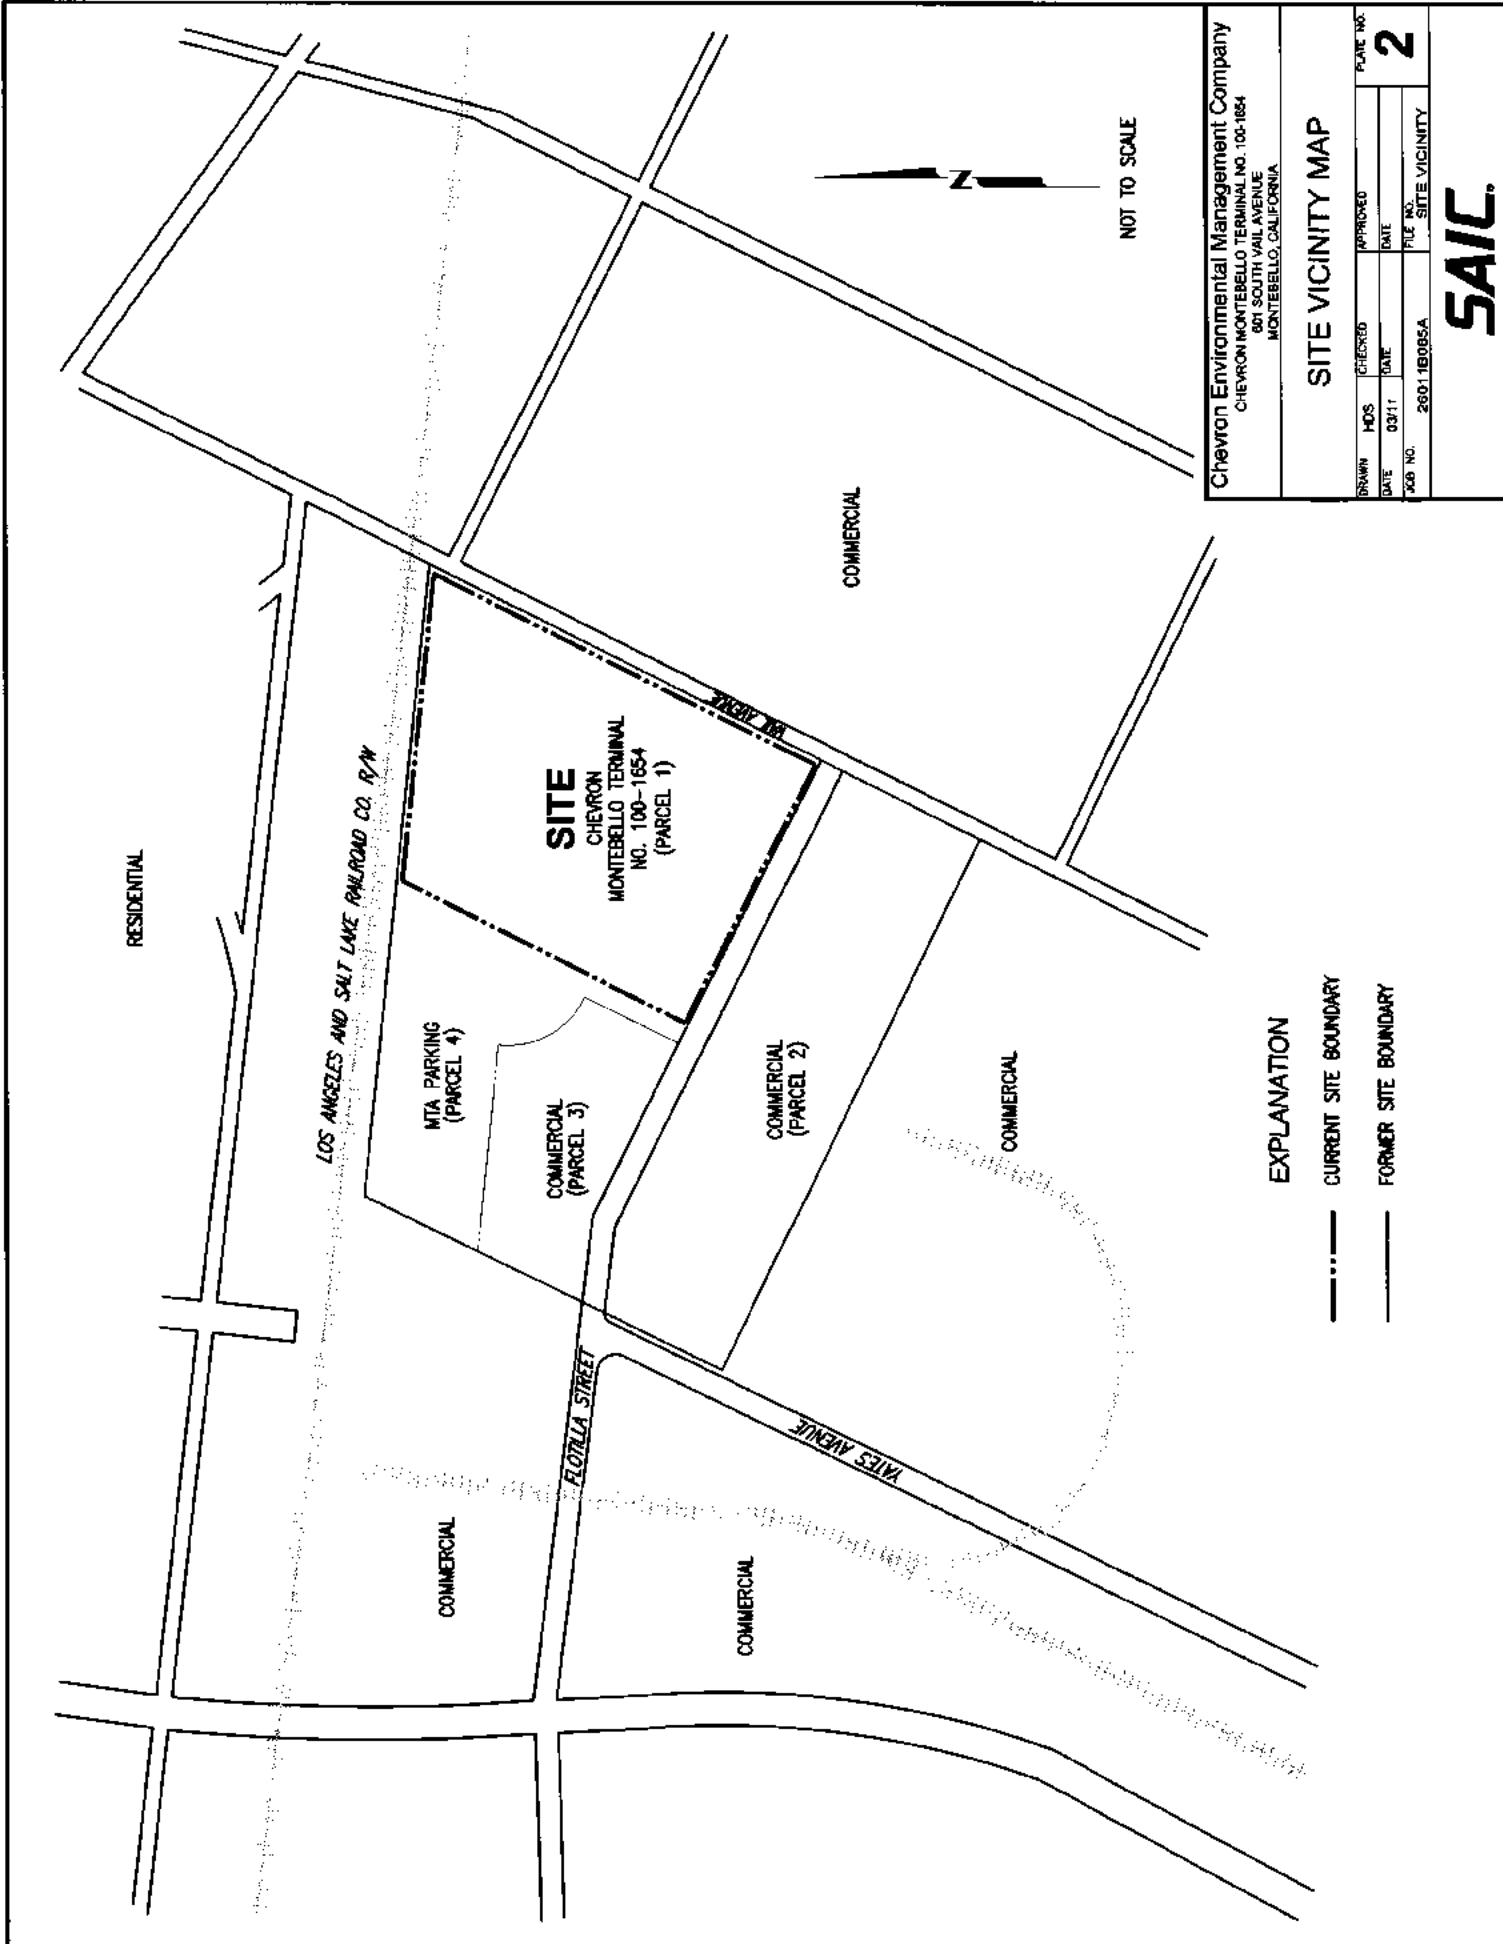 RESIDENTIAL
LOS ANGELES AND SALT LAKE RAILROAD CO. R/W
MTA PARKING
(PARCEL 4)
SITE
CHEVRON
MONTEBELLO TERMINAL
NO. 100-1654
(PARCEL 1)
COMMERCIAL
(PARCEL 3)
COMMERCIAL
FLOTILLA STREET
VAIL AVENUE
COMMERCIAL
(PARCEL 2)
COMMERCIAL
COMMERCIAL
YATES AVENUE
COMMERCIAL
N
NOT TO SCALE
EXPLANATION
CURRENT SITE BOUNDARY
FORMER SITE BOUNDARY
Chevron Environmental Management Company
CHEVRON MONTEBELLO TERMINAL NO. 100-1654
601 SOUTH VAIL AVENUE
MONTEBELLO, CALIFORNIA
SITE VICINITY MAP
DRAWN HDS CHECKED APPROVED PLATE NO.
DATE 03/11 DATE DATE 2
JOB NO. 26011B085A FILE NO. SITE VICINITY
SAIC®